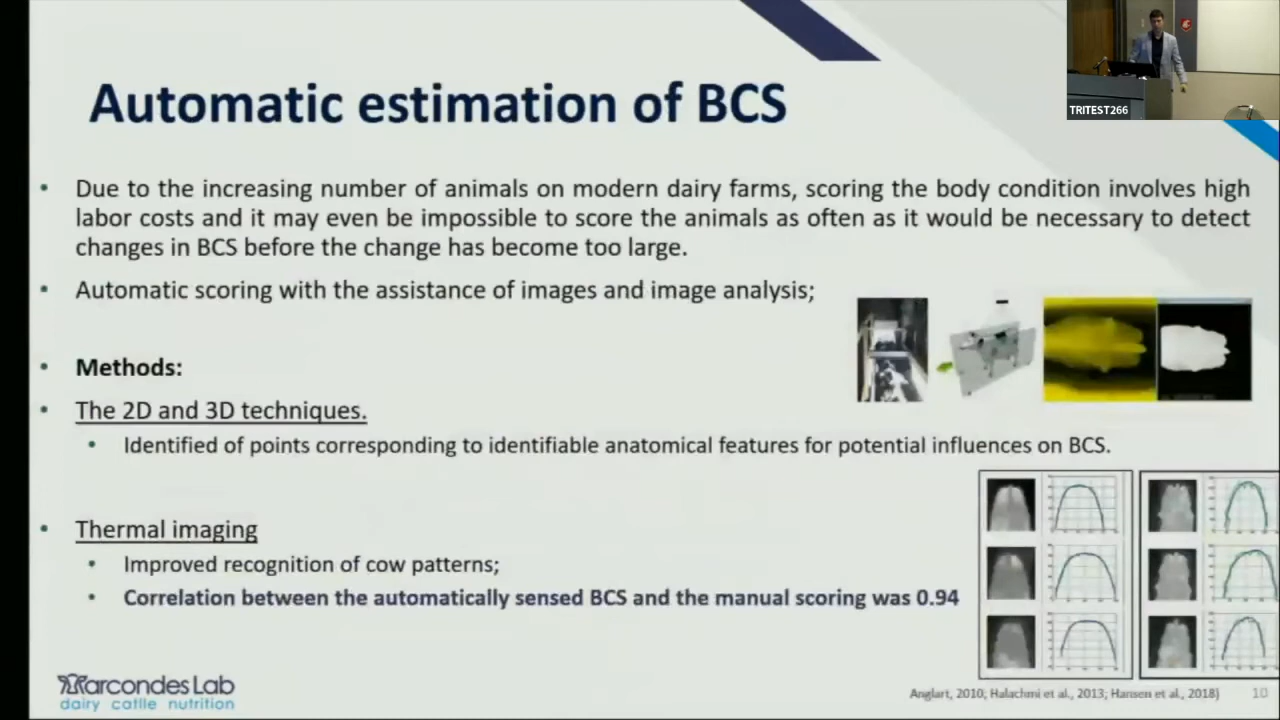 TRITEST266
Automatic estimation of BCS
• Due to the increasing number of animals on modern dairy farms, scoring the body condition involves high
labor costs and it may even be impossible to score the animals as often as it would be necessary to detect
changes in BCS before the change has become too large.
• Automatic scoring with the assistance of images and image analysis;
• Methods:
• The 2D and 3D techniques.
• Identified of points corresponding to identifiable anatomical features for potential influences on BCS.
• Thermal imaging
• Improved recognition of cow patterns;
• Correlation between the automatically sensed BCS and the manual scoring was 0.94
Marcondes Lab
dairy cattle nutrition
Anglart, 2010; Halachmi et al., 2013; Hansen et al., 2018)
10